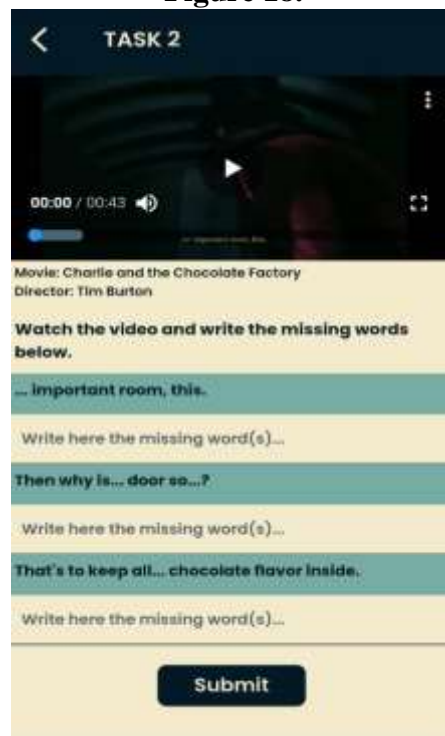 Figure 18.
TASK 2
00:00 / 00:43
Movie: Charlie and the Chocolate Factory
Director: Tim Burton
Watch the video and write the missing words
below.
... important room, this.
Write here the missing word(s)...
Then why is... door so...?
Write here the missing word(s)...
That's to keep all... chocolate flavor inside.
Write here the missing word(s)...
Submit